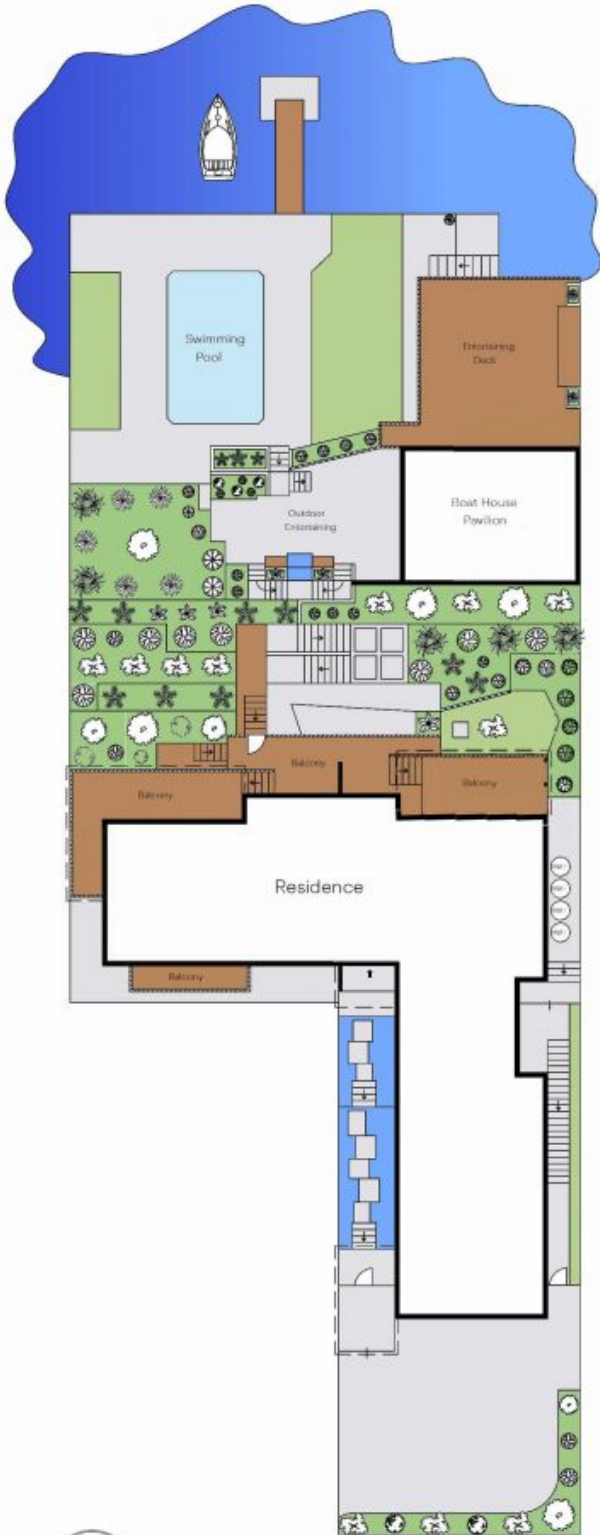 Swimming
Pool
Entertaining
Deck
Outdoor
Entertaining
Boat House
Pavilion
Balcony
Balcony
Balcony
Residence
Balcony